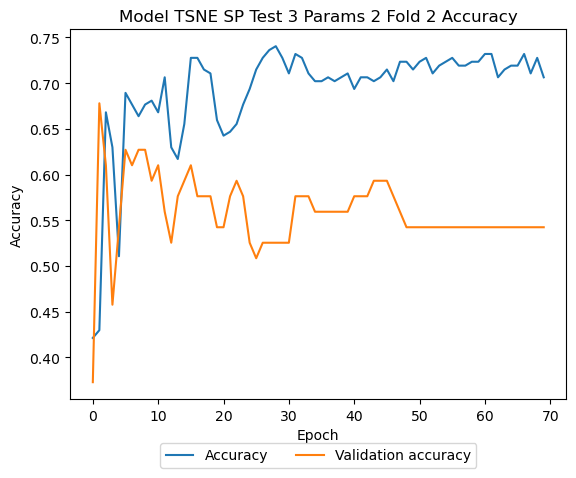 Model TSNE SP Test 3 Params 2 Fold 2 Accuracy
0.75
0.70
0.65
0.60
0.55
0.50
0.45
0.40
Accuracy
0 10 20 30 40 50 60 70
Epoch
Accuracy Validation accuracy